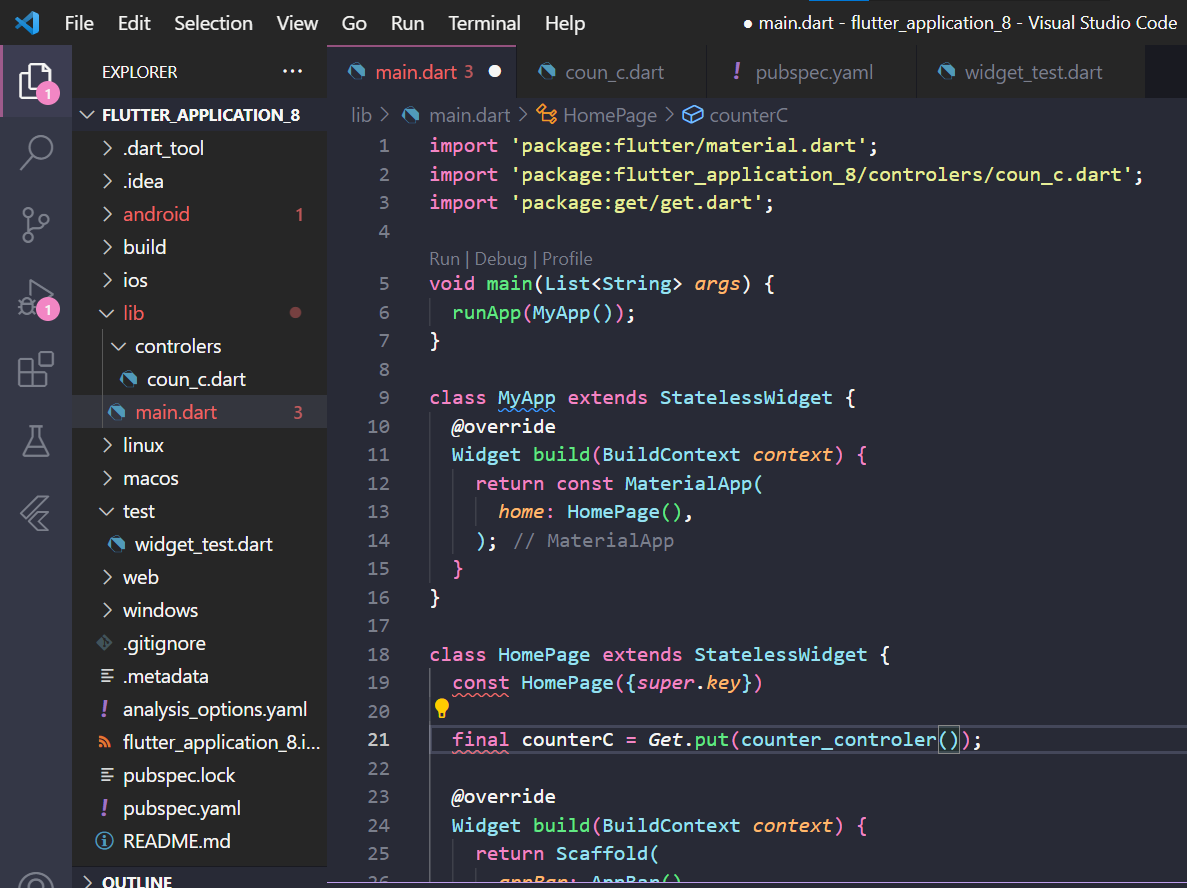 File Edit Selection View Go Run Terminal Help ● main.dart - flutter_application_8 - Visual Studio Code
EXPLORER ...
main.dart 3 ●
coun_c.dart
! pubspec.yaml
widget_test.dart
1
1
FLUTTER_APPLICATION_8
.dart_tool
.idea
android 1
build
ios
lib
controlers
coun_c.dart
main.dart 3
linux
macos
test
widget_test.dart
web
windows
.gitignore
.metadata
! analysis_options.yaml
flutter_application_8.i...
pubspec.lock
! pubspec.yaml
README.md
OUTLINE
lib > main.dart > HomePage > counterC
1 import 'package:flutter/material.dart';
2 import 'package:flutter_application_8/controlers/coun_c.dart';
3 import 'package:get/get.dart';
4
Run | Debug | Profile
5 void main(List<String> args) {
6 runApp(MyApp());
7 }
8
9 class MyApp extends StatelessWidget {
10 @override
11 Widget build(BuildContext context) {
12 return const MaterialApp(
13 home: HomePage(),
14 ); // MaterialApp
15 }
16 }
17
18 class HomePage extends StatelessWidget {
19 const HomePage({super.key})
20
21 final counterC = Get.put(counter_controler());
22
23 @override
24 Widget build(BuildContext context) {
25 return Scaffold(
26 appBar: AppBar()